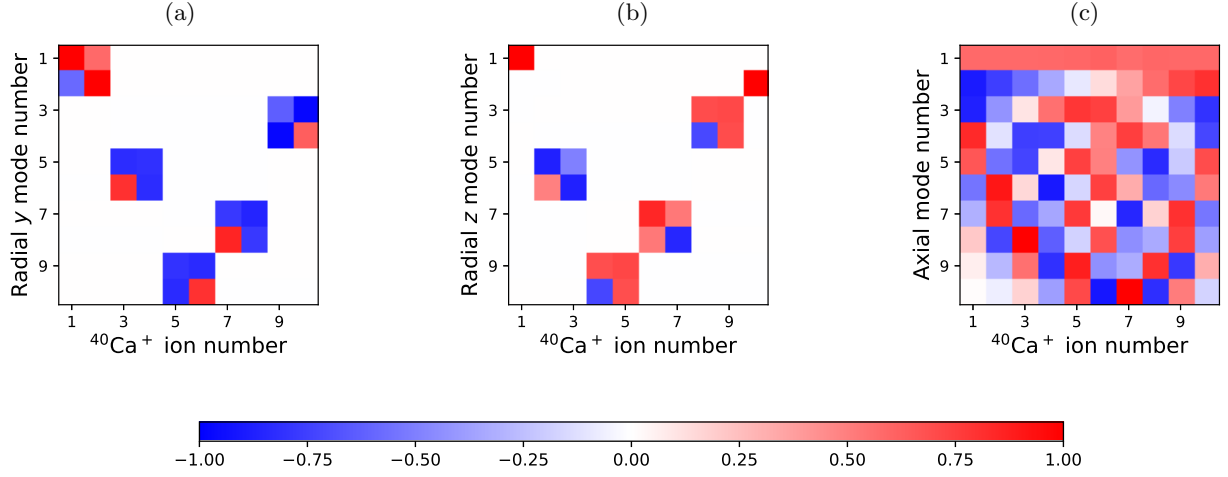 (a)
(b)
(c)
Radial y mode number
1
3
5
7
9
1 3 5 7 9
⁴⁰Ca⁺ ion number
Radial z mode number
1
3
5
7
9
1 3 5 7 9
⁴⁰Ca⁺ ion number
Axial mode number
1
3
5
7
9
1 3 5 7 9
⁴⁰Ca⁺ ion number
−1.00 −0.75 −0.50 −0.25 0.00 0.25 0.50 0.75 1.00